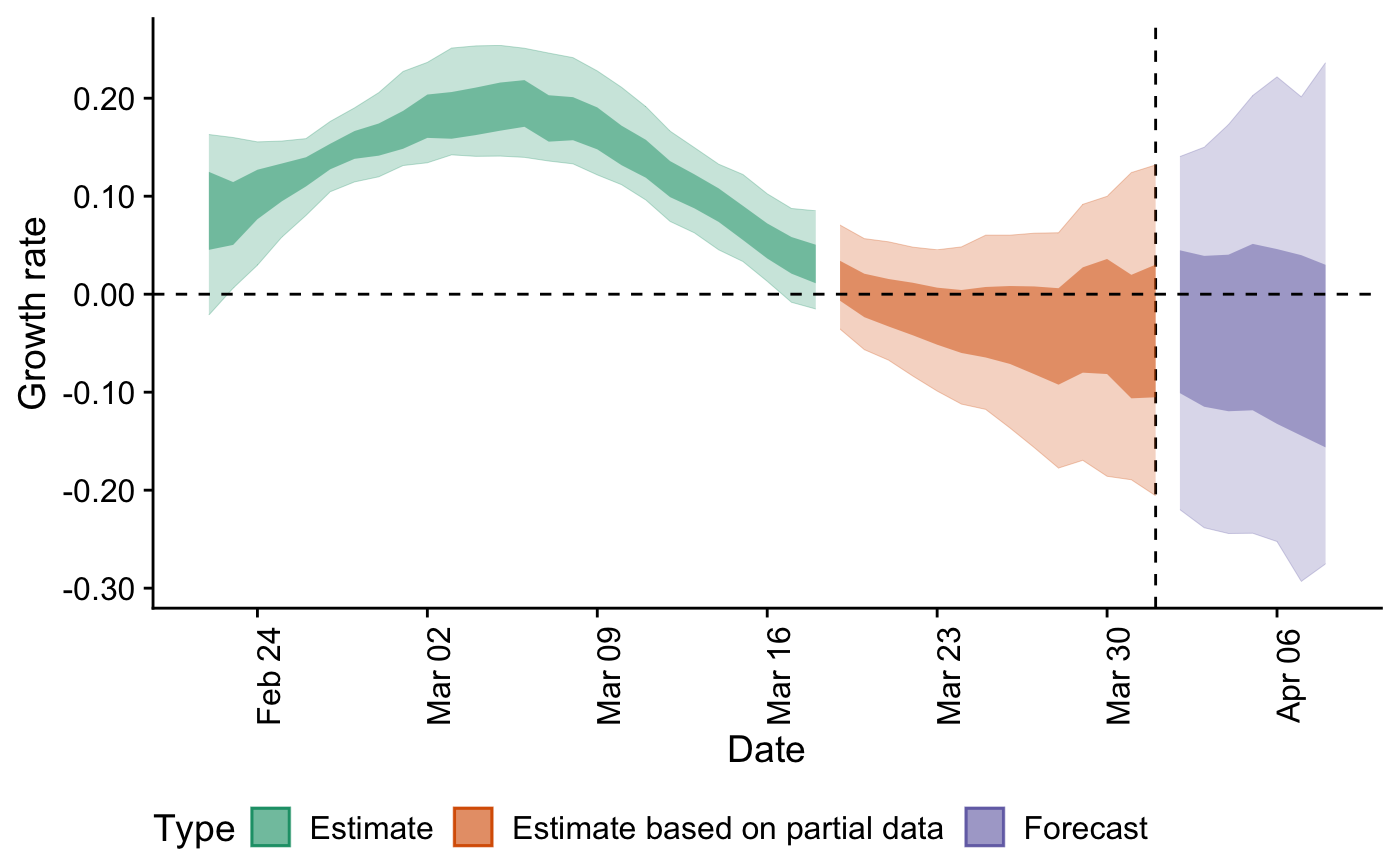 Growth rate
0.20
0.10
0.00
-0.10
-0.20
-0.30
Feb 24
Mar 02
Mar 09
Mar 16
Mar 23
Mar 30
Apr 06
Date
Type Estimate Estimate based on partial data Forecast